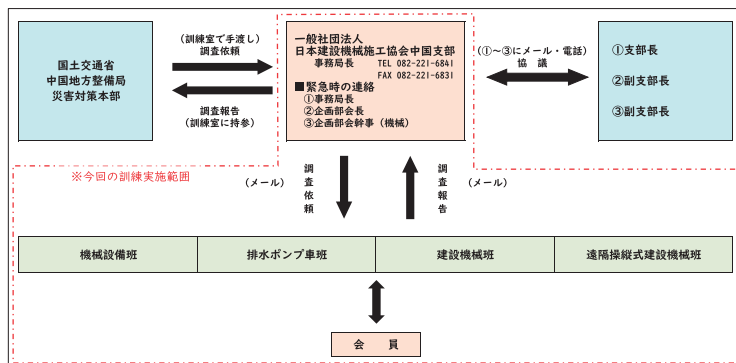 国土交通省
中国地方整備局
災害対策本部
(訓練室で手渡し)
調査依頼
調査報告
(訓練室に持参)
一般社団法人
日本建設機械施工協会中国支部
事務局長 TEL 082-221-6841
FAX 082-221-6831
■緊急時の連絡
①事務局長
②企画部会長
③企画部会幹事（機械）
(①～③にメール・電話)
協　議
①支部長
②副支部長
③副支部長
※今回の訓練実施範囲
(メール)
調査依頼
調査報告
(メール)
機械設備班
排水ポンプ車班
建設機械班
遠隔操縦式建設機械班
会　員